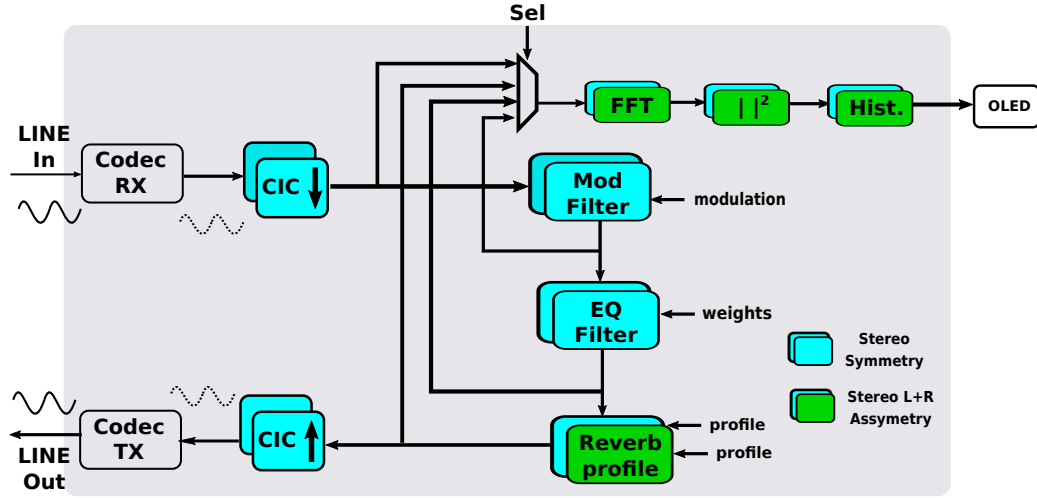 Sel
FFT
| |²
Hist.
OLED
LINE
In
Codec
RX
CIC
Mod
Filter
modulation
EQ
Filter
weights
Stereo
Symmetry
Stereo L+R
Assymetry
Codec
TX
CIC
Reverb
profile
profile
profile
LINE
Out